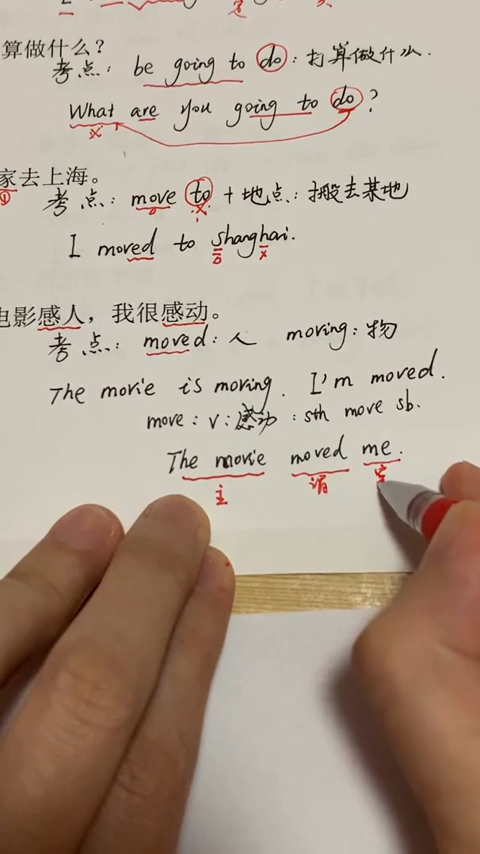 算做什么?
考点: be going to do: 打算做什么.
What are you going to do?
家去上海。
①
考点: move to + 地点: 搬去某地
I moved to shanghai.
电影感人，我很感动。
考点: moved: 人 moving: 物
The movie is moving. I'm moved.
move: v: 感动: sth move sb.
The movie moved me.
主 谓 宾